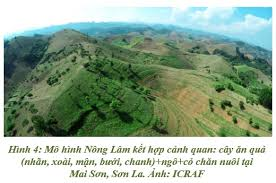 Hình 4: Mô hình Nông Lâm kết hợp cảnh quan: cây ăn quả
(nhãn, xoài, mận, bưởi, chanh)+ngô+cỏ chăn nuôi tại
Mai Sơn, Sơn La. Ảnh: ICRAF